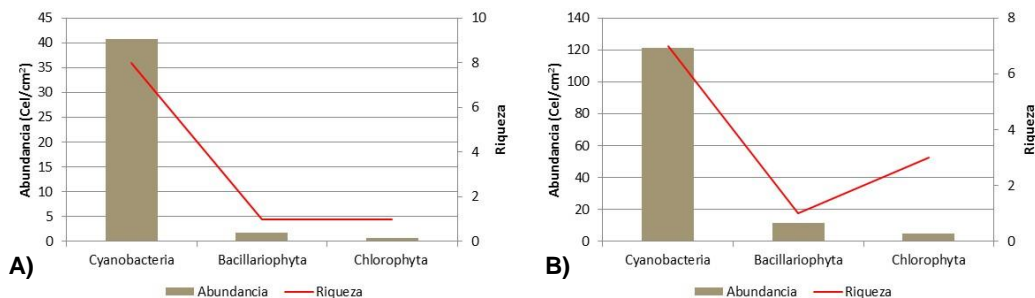 45
40
35
30
25
20
15
10
5
0
Abundancia (Cel/cm²)
10
8
6
4
2
0
Riqueza
Cyanobacteria Bacillariophyta Chlorophyta
A)
Abundancia Riqueza
140
120
100
80
60
40
20
0
Abundancia (Cel/cm²)
8
6
4
2
0
Riqueza
Cyanobacteria Bacillariophyta Chlorophyta
B)
Abundancia Riqueza